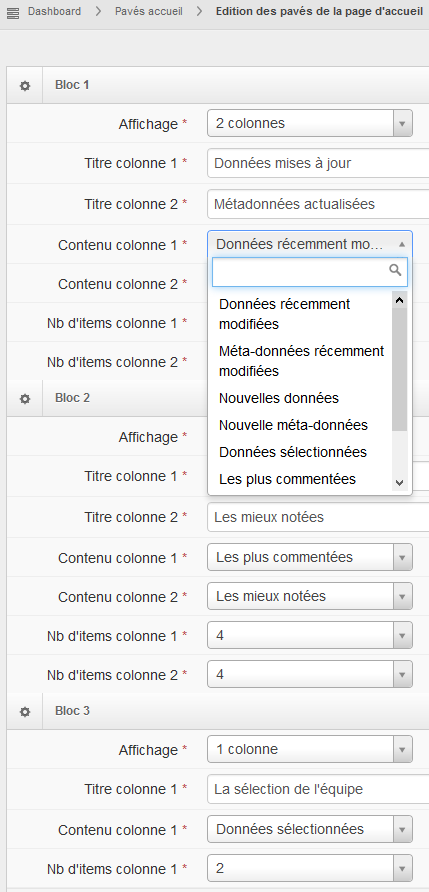 Dashboard > Pavés accueil > Edition des pavés de la page d'accueil
Bloc 1
Affichage * 2 colonnes
Titre colonne 1 * Données mises à jour
Titre colonne 2 * Métadonnées actualisées
Contenu colonne 1 * Données récemment mo...
Contenu colonne 2 *
Données récemment
modifiées
Nb d'items colonne 1 *
Méta-données récemment
Nb d'items colonne 2 *
modifiées
Bloc 2
Nouvelles données
Nouvelle méta-données
Affichage *
Données sélectionnées
Titre colonne 1 *
Les plus commentées
Titre colonne 2 * Les mieux notées
Contenu colonne 1 * Les plus commentées
Contenu colonne 2 * Les mieux notées
Nb d'items colonne 1 * 4
Nb d'items colonne 2 * 4
Bloc 3
Affichage * 1 colonne
Titre colonne 1 * La sélection de l'équipe
Contenu colonne 1 * Données sélectionnées
Nb d'items colonne 1 * 2